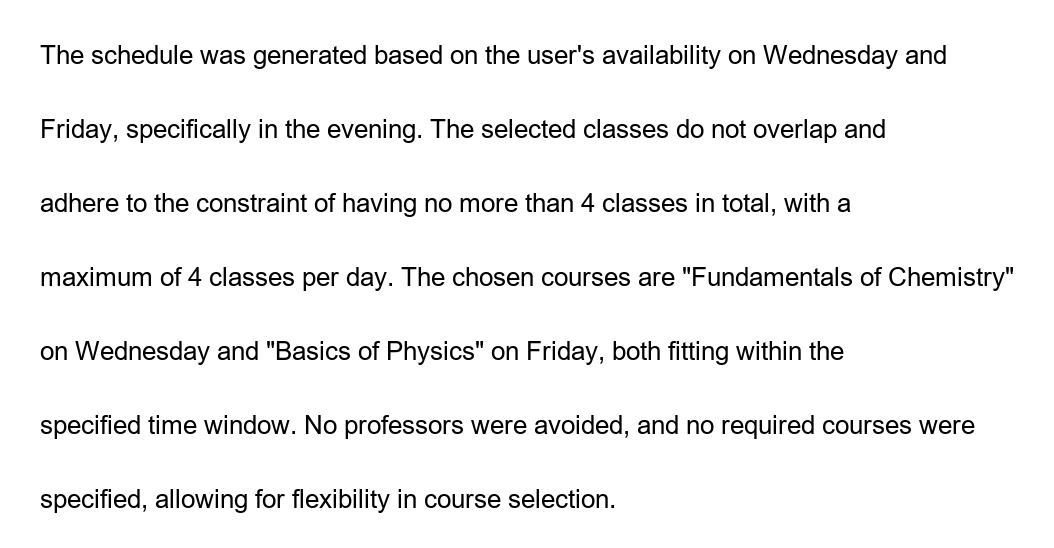 The schedule was generated based on the user's availability on Wednesday and
Friday, specifically in the evening. The selected classes do not overlap and
adhere to the constraint of having no more than 4 classes in total, with a
maximum of 4 classes per day. The chosen courses are "Fundamentals of Chemistry"
on Wednesday and "Basics of Physics" on Friday, both fitting within the
specified time window. No professors were avoided, and no required courses were
specified, allowing for flexibility in course selection.